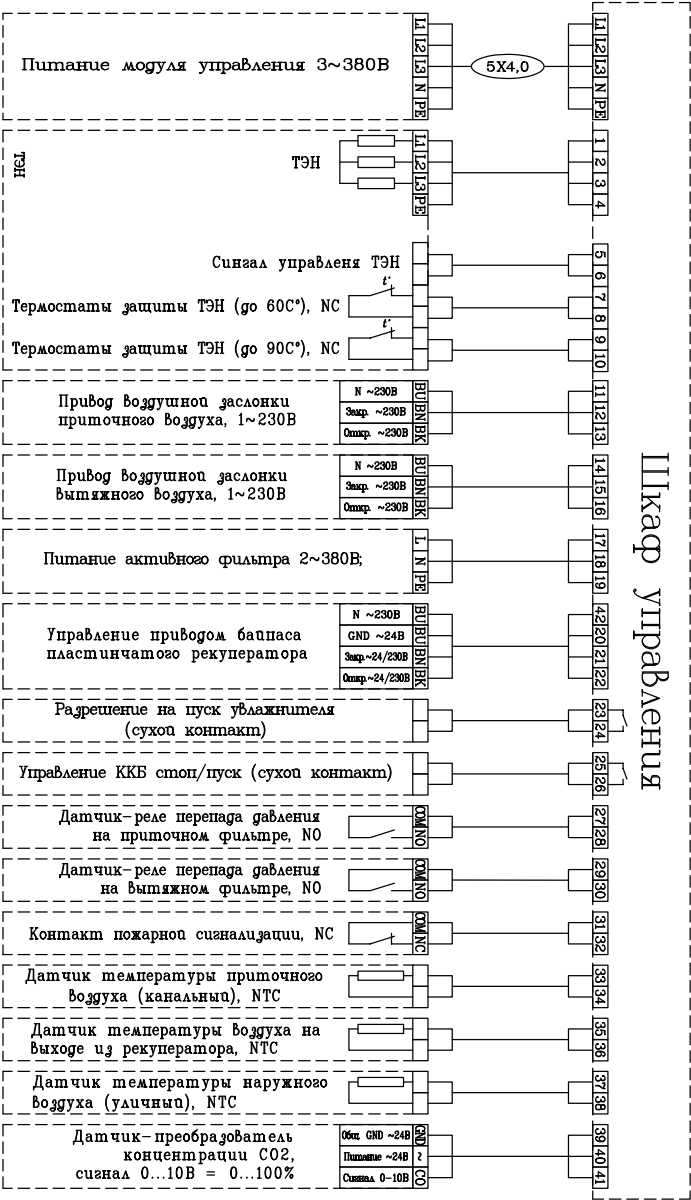 Питание модуля управления 3~380В
L1
L2
L3
N
PE
5X4,0
L1
L2
L3
N
PE
ТЭН
ТЭН
L1
L2
L3
PE
1
2
3
4
Сингал управленя ТЭН
5
6
Термостаты защиты ТЭН (до 60С°), NC
t°
7
8
Термостаты защиты ТЭН (до 90С°), NC
t°
9
10
Привод воздушной заслонки
приточного воздуха, 1~230В
N ~230В
Закр. ~230В
Откр. ~230В
BU
BN
BK
11
12
13
Привод воздушной заслонки
вытяжного воздуха, 1~230В
N ~230В
Закр. ~230В
Откр. ~230В
BU
BN
BK
14
15
16
Питание активного фильтра 2~380В;
L
N
PE
17
18
19
Управление приводом байпаса
пластинчатого рекуператора
N ~230В
GND ~24В
Закр.~24/230В
Откр.~24/230В
BU
BU
BN
BK
42
20
21
22
Разрешение на пуск увлажнителя
(сухой контакт)
23
24
Управление ККБ стоп/пуск (сухой контакт)
25
26
Датчик-реле перепада давления
на приточном фильтре, NO
COM
NO
27
28
Датчик-реле перепада давления
на вытяжном фильтре, NO
COM
NO
29
30
Контакт пожарной сигнализации, NC
COM
NC
31
32
Датчик температуры приточного
воздуха (канальный), NTC
33
34
Датчик температуры воздуха на
выходе из рекуператора, NTC
35
36
Датчик температуры наружного
воздуха (уличный), NTC
37
38
Датчик-преобразователь
концентрации СО2,
сигнал 0...10В = 0...100%
Общ. GND ~24В
Питание ~24В
Сигнал 0-10В
GND
~
CO
39
40
41
Шкаф управления